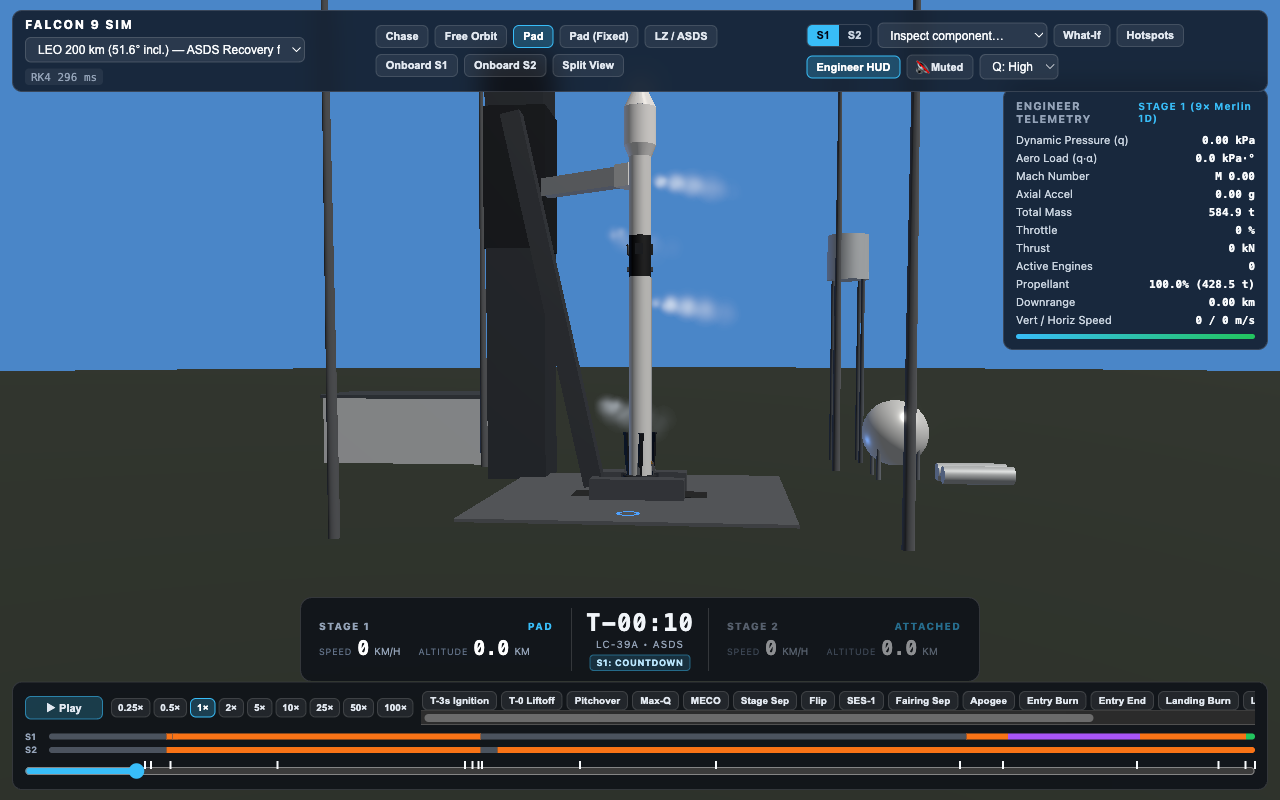 FALCON 9 SIM
LEO 200 km (51.6° incl.) — ASDS Recovery f
RK4 296 ms
Chase
Free Orbit
Pad
Pad (Fixed)
LZ / ASDS
Onboard S1
Onboard S2
Split View
S1
S2
Inspect component…
What-If
Hotspots
Engineer HUD
Muted
Q: High
ENGINEER TELEMETRY
STAGE 1 (9× Merlin 1D)
Dynamic Pressure (q) 0.00 kPa
Aero Load (q·α) 0.0 kPa·°
Mach Number M 0.00
Axial Accel 0.00 g
Total Mass 584.9 t
Throttle 0 %
Thrust 0 kN
Active Engines 0
Propellant 100.0% (428.5 t)
Downrange 0.00 km
Vert / Horiz Speed 0 / 0 m/s
STAGE 1 PAD
SPEED 0 KM/H ALTITUDE 0.0 KM
T−00:10
LC-39A • ASDS
S1: COUNTDOWN
STAGE 2 ATTACHED
SPEED 0 KM/H ALTITUDE 0.0 KM
Play
0.25×
0.5×
1×
2×
5×
10×
25×
50×
100×
T-3s Ignition
T-0 Liftoff
Pitchover
Max-Q
MECO
Stage Sep
Flip
SES-1
Fairing Sep
Apogee
Entry Burn
Entry End
Landing Burn
S1
S2